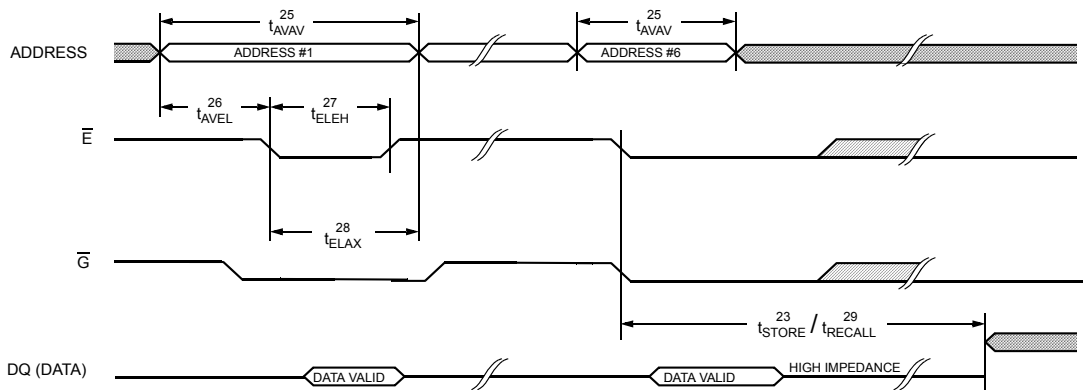 25
tAVAV
25
tAVAV
ADDRESS
ADDRESS #1
ADDRESS #6
26
tAVEL
27
tELEH
E
28
tELAX
G
23
tSTORE / 29
tRECALL
DQ (DATA)
DATA VALID
DATA VALID
HIGH IMPEDANCE